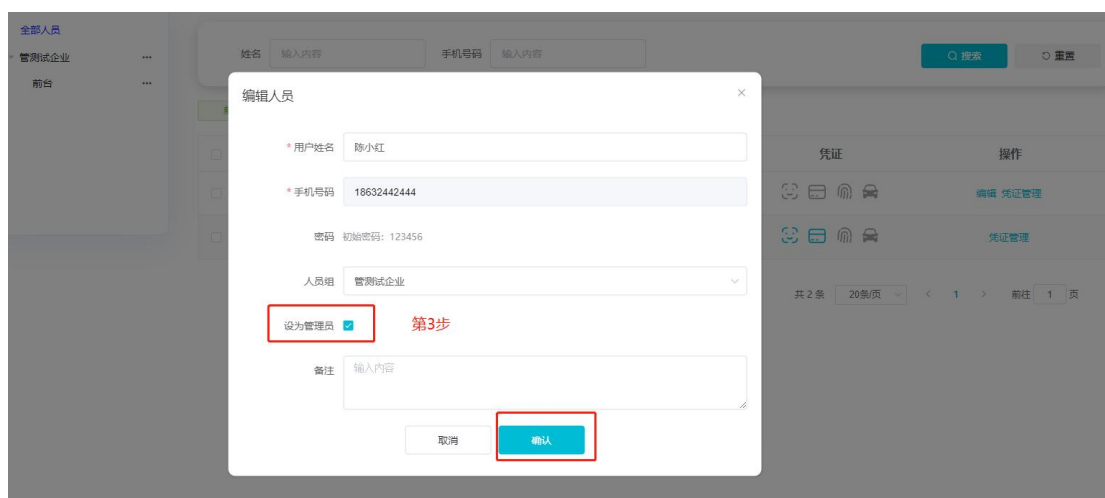 全部人员
管测试企业 ...
前台 ...
姓名 输入内容 手机号码 输入内容 搜索 重置
编辑人员
* 用户姓名 陈小红
凭证 操作
* 手机号码 18632442444
编辑 凭证管理
密码 初始密码：123456
凭证管理
人员组 管测试企业
共 2 条 20条/页 < 1 > 前往 1 页
设为管理员 第3步
备注 输入内容
取消 确认